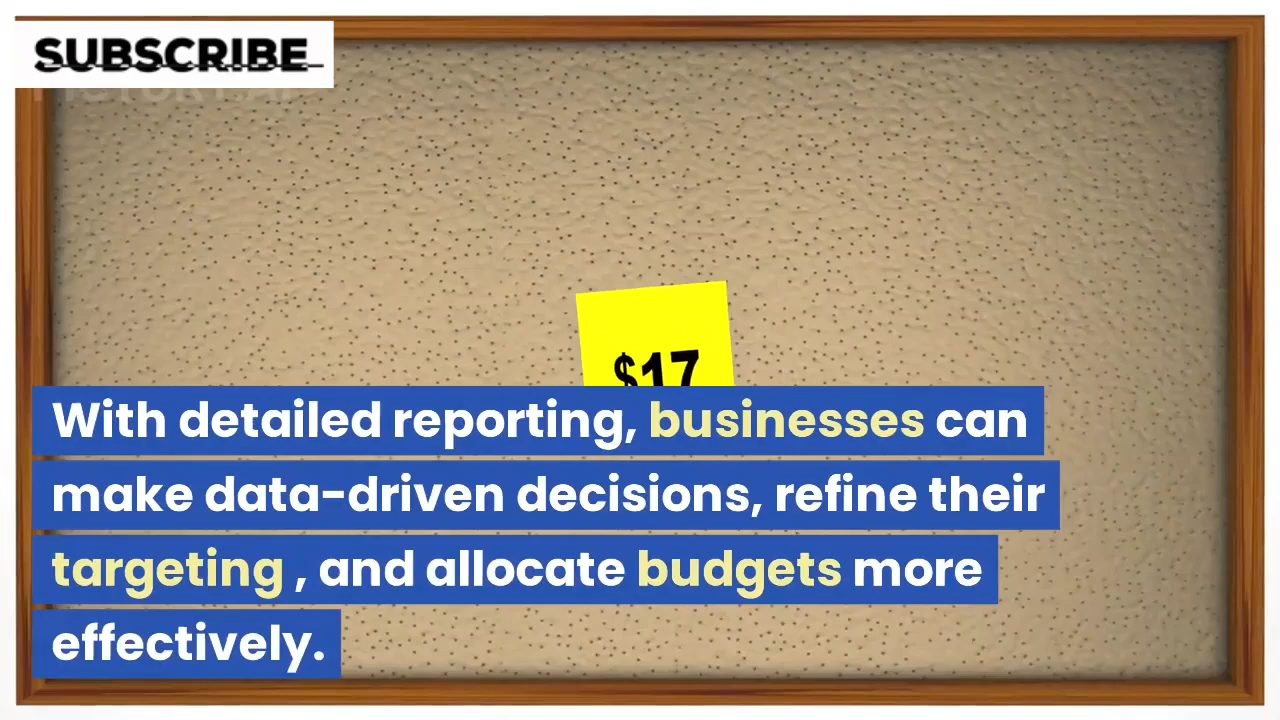 SUBSCRIBE
$17
With detailed reporting, businesses can
make data-driven decisions, refine their
targeting , and allocate budgets more
effectively.